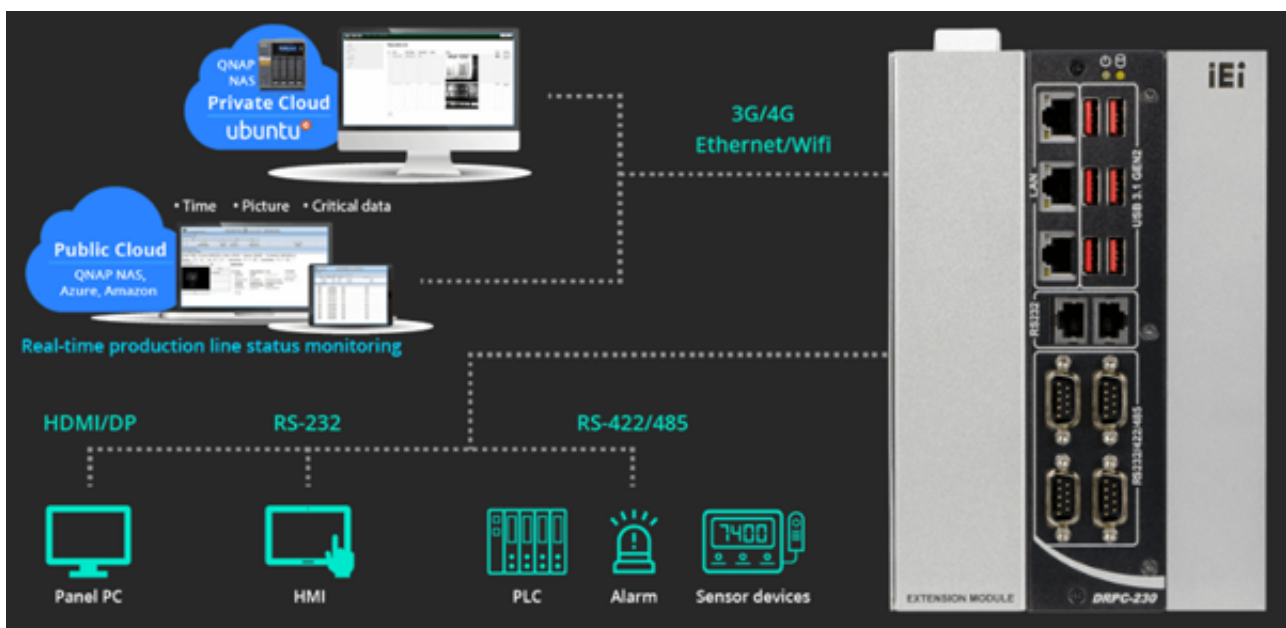 QNAP
NAS
Private Cloud
ubuntu
3G/4G
Ethernet/Wifi
• Time • Picture • Critical data
Public Cloud
QNAP NAS,
Azure, Amazon
Real-time production line status monitoring
HDMI/DP
RS-232
RS-422/485
Panel PC
HMI
PLC
7400
Alarm
Sensor devices
iEi
LAN
USB 3.1 GEN2
RS232
RS232/422/485
EXTENSION MODULE
DRPC-230